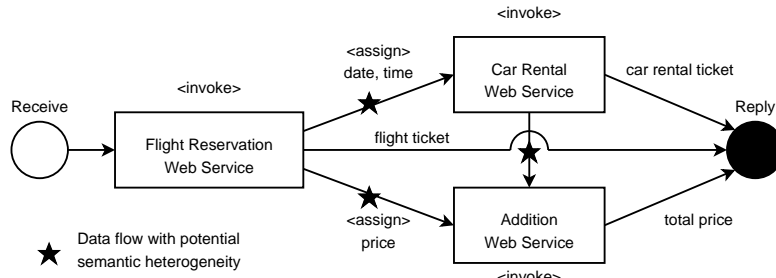 <invoke>
<assign>
date, time
Car Rental
Web Service
car rental ticket
<invoke>
Receive
Reply
Flight Reservation
Web Service
flight ticket
<assign>
price
Addition
Web Service
total price
Data flow with potential
semantic heterogeneity
<invoke>